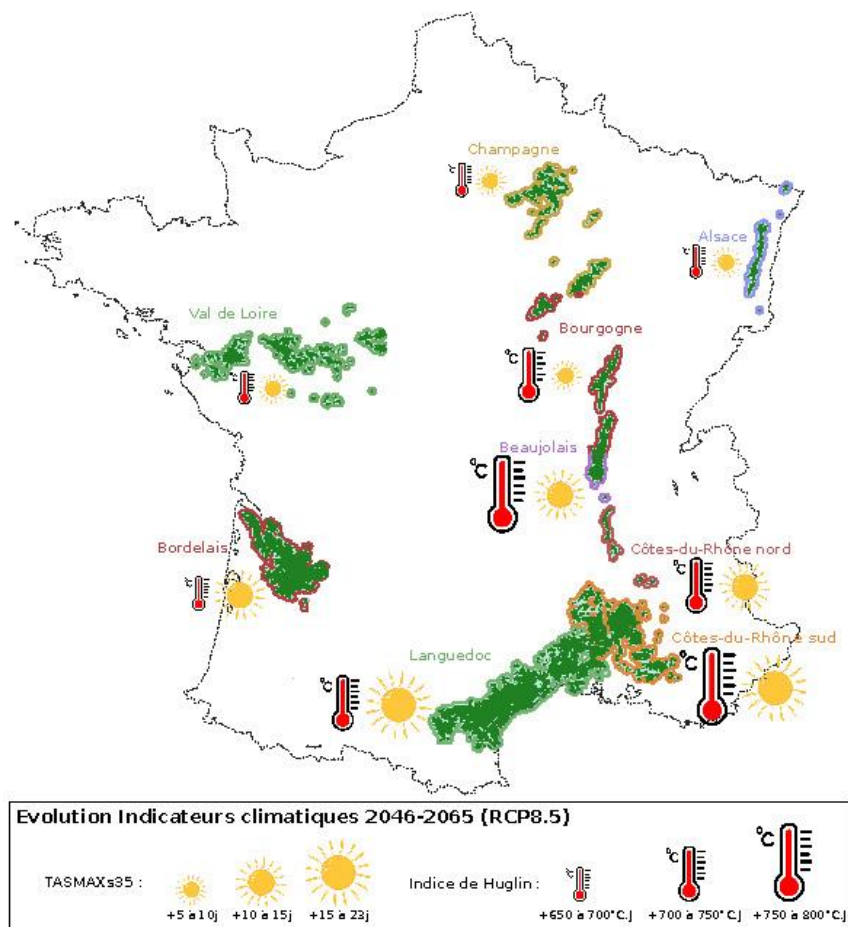 Champagne
°C
Alsace
°C
Val de Loire
°C
Bourgogne
°C
Beaujolais
°C
Bordelais
°C
Côtes-du-Rhône nord
°C
Côtes-du-Rhône sud
°C
Languedoc
°C
Evolution Indicateurs climatiques 2046-2065 (RCP8.5)
TASMAXs35 :
+5 à 10j
+10 à 15j
+15 à 23j
Indice de Huglin :
°C
+650 à 700°C.J
°C
+700 à 750°C.J
°C
+750 à 800°C.J